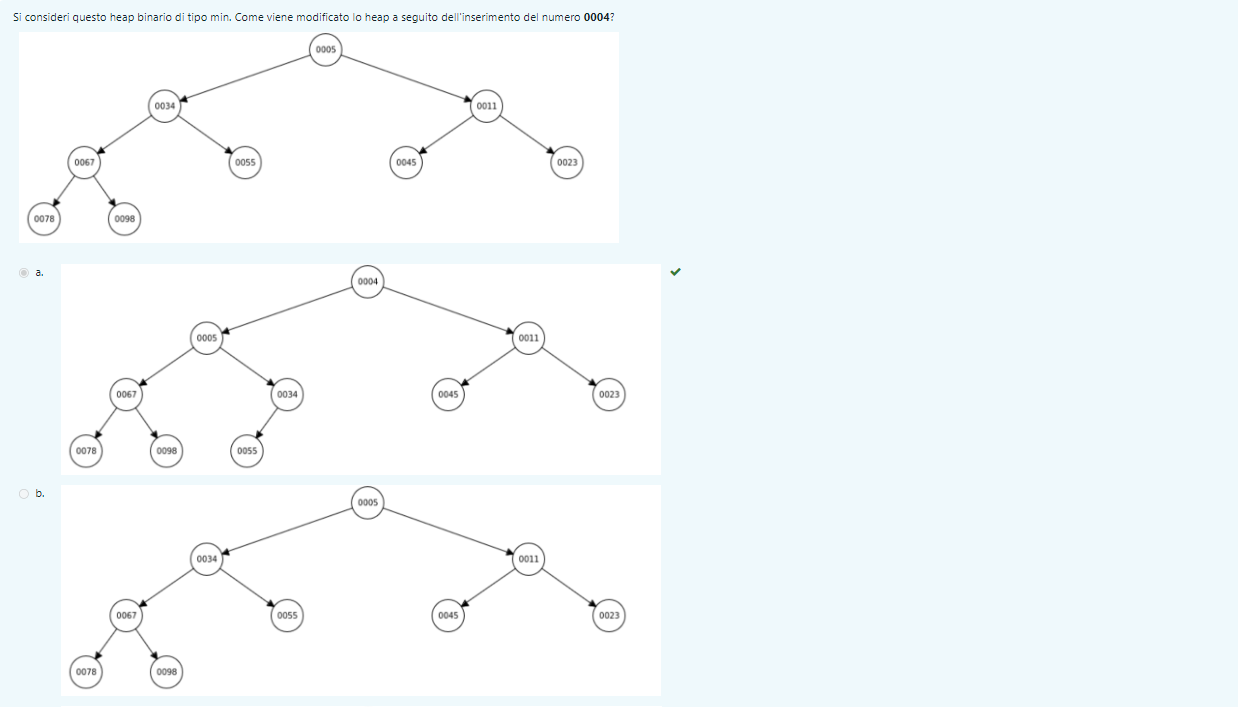 Si consideri questo heap binario di tipo min. Come viene modificato lo heap a seguito dell'inserimento del numero 0004?
0005
0034 0011
0067 0055 0045 0023
0078 0098
a.
0004
0005 0011
0067 0034 0045 0023
0078 0098 0055
b.
0005
0034 0011
0067 0055 0045 0023
0078 0098